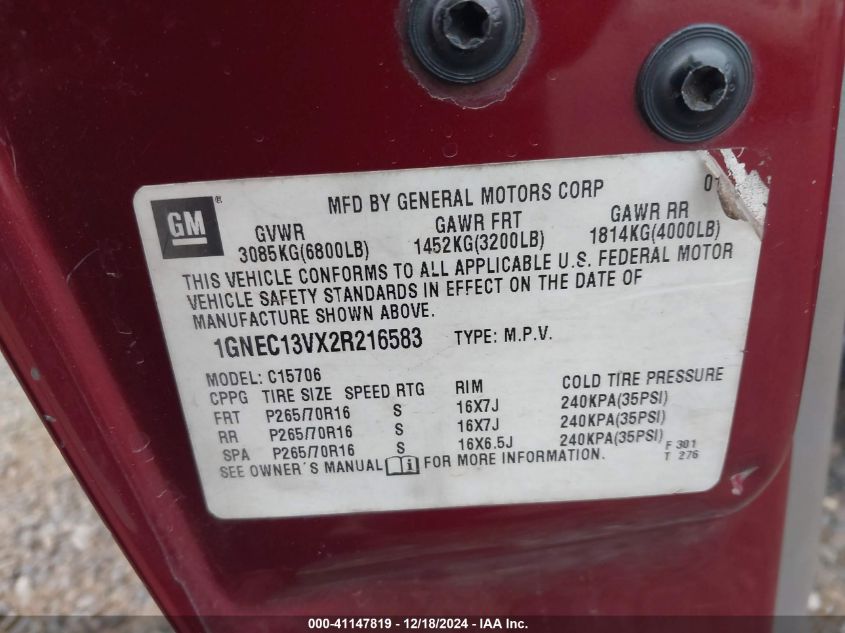 GM ®
MFD BY GENERAL MOTORS CORP
01
GVWR GAWR FRT GAWR RR
3085KG(6800LB) 1452KG(3200LB) 1814KG(4000LB)
THIS VEHICLE CONFORMS TO ALL APPLICABLE U.S. FEDERAL MOTOR
VEHICLE SAFETY STANDARDS IN EFFECT ON THE DATE OF
MANUFACTURE SHOWN ABOVE.
1GNEC13VX2R216583 TYPE: M.P.V.
MODEL: C15706
CPPG TIRE SIZE SPEED RTG RIM COLD TIRE PRESSURE
FRT P265/70R16 S 16X7J 240KPA(35PSI)
RR P265/70R16 S 16X7J 240KPA(35PSI)
SPA P265/70R16 S 16X6.5J 240KPA(35PSI)
SEE OWNER'S MANUAL FOR MORE INFORMATION.
F 301
T 276
000-41147819 / 12/18/2024 - IAA Inc.